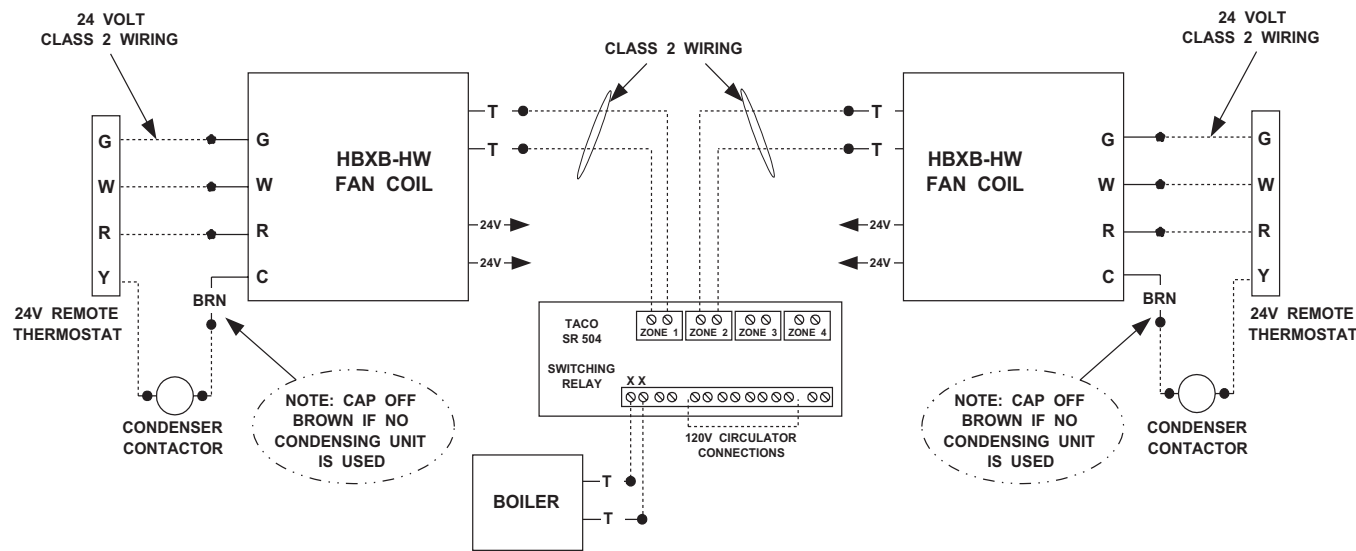 24 VOLT
CLASS 2 WIRING
G
W
R
Y
24V REMOTE
THERMOSTAT
G
W
R
C
HBXB-HW
FAN COIL
BRN
CONDENSER
CONTACTOR
NOTE: CAP OFF
BROWN IF NO
CONDENSING UNIT
IS USED
T
T
24V
24V
CLASS 2 WIRING
TACO
SR 504
SWITCHING
RELAY
ZONE 1
ZONE 2
ZONE 3
ZONE 4
X X
120V CIRCULATOR
CONNECTIONS
BOILER
T
T
T
T
24V
24V
HBXB-HW
FAN COIL
G
W
R
C
BRN
NOTE: CAP OFF
BROWN IF NO
CONDENSING UNIT
IS USED
CONDENSER
CONTACTOR
24 VOLT
CLASS 2 WIRING
G
W
R
Y
24V REMOTE
THERMOSTAT